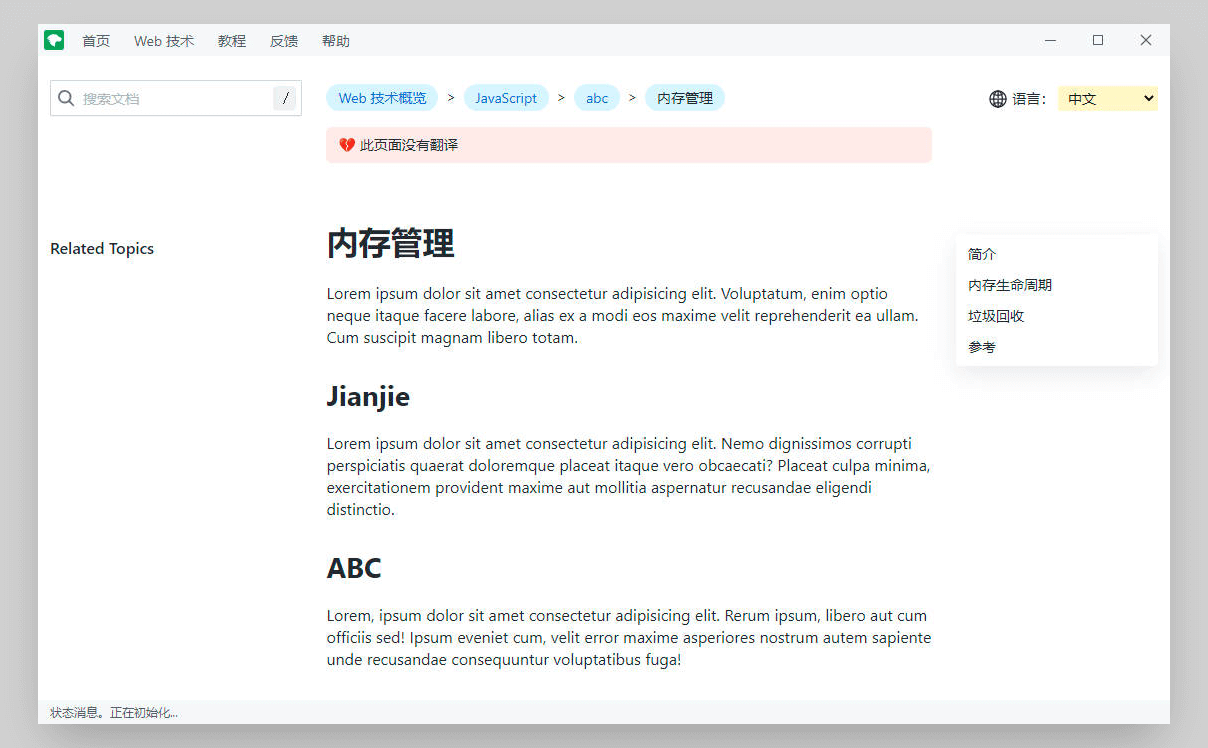 首页 Web 技术 教程 反馈 帮助
搜索文档 /
Web 技术概览 > JavaScript > abc > 内存管理
语言： 中文
💔 此页面没有翻译
Related Topics
内存管理
Lorem ipsum dolor sit amet consectetur adipisicing elit. Voluptatum, enim optio
neque itaque facere labore, alias ex a modi eos maxime velit reprehenderit ea ullam.
Cum suscipit magnam libero totam.
Jianjie
Lorem ipsum dolor sit amet consectetur adipisicing elit. Nemo dignissimos corrupti
perspiciatis quaerat doloremque placeat itaque vero obcaecati? Placeat culpa minima,
exercitationem provident maxime aut mollitia aspernatur recusandae eligendi
distinctio.
ABC
Lorem, ipsum dolor sit amet consectetur adipisicing elit. Rerum ipsum, libero aut cum
officiis sed! Ipsum eveniet cum, velit error maxime asperiores nostrum autem sapiente
unde recusandae consequuntur voluptatibus fuga!
简介
内存生命周期
垃圾回收
参考
状态消息。正在初始化...